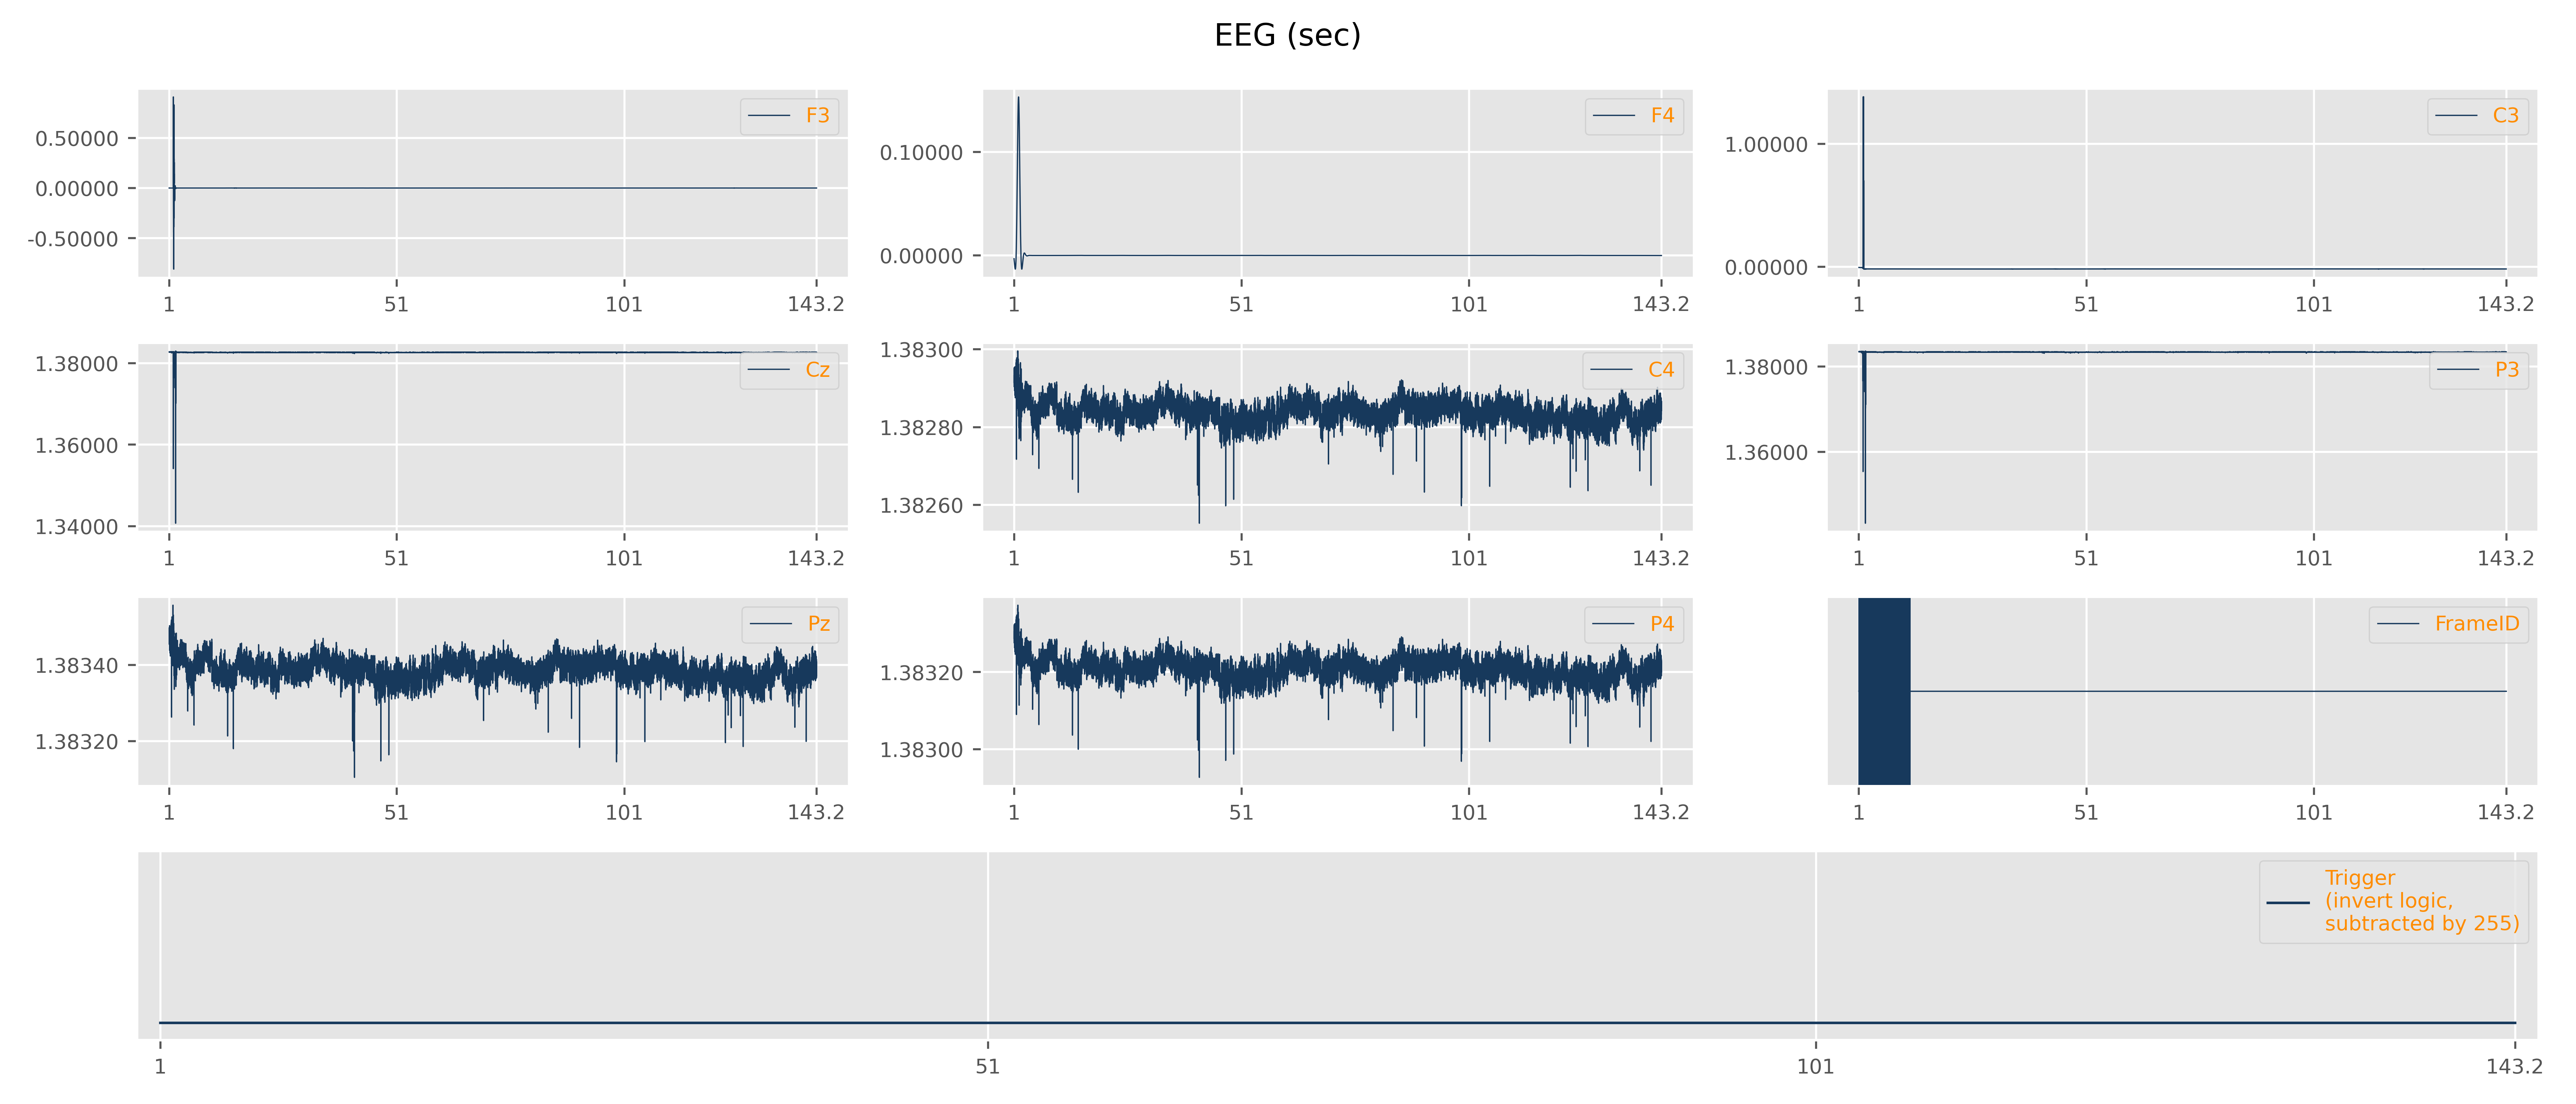 EEG (sec)
F3
0.50000
0.00000
-0.50000
1 51 101 143.2
F4
0.10000
0.00000
1 51 101 143.2
C3
1.00000
0.00000
1 51 101 143.2
Cz
1.38000
1.36000
1.34000
1 51 101 143.2
C4
1.38300
1.38280
1.38260
1 51 101 143.2
P3
1.38000
1.36000
1 51 101 143.2
Pz
1.38340
1.38320
1 51 101 143.2
P4
1.38320
1.38300
1 51 101 143.2
FrameID
1 51 101 143.2
Trigger
(invert logic,
subtracted by 255)
1 51 101 143.2